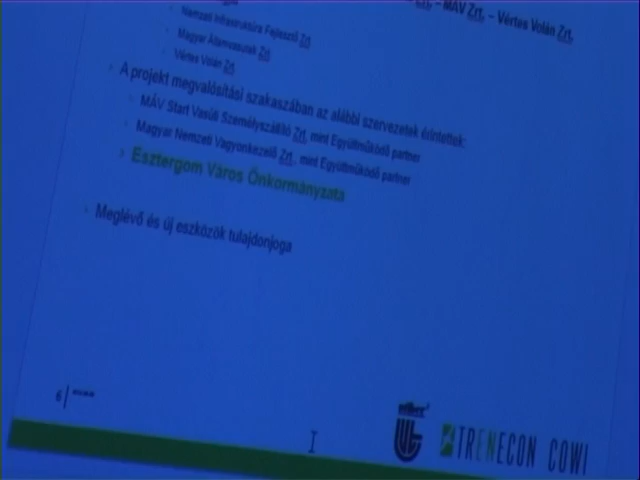 – MÁV Zrt. – Vértes Volán Zrt.
Nemzeti Infrastruktúra Fejlesztő Zrt
Magyar Államvasutak Zrt
Vértes Volán Zrt
A projekt megvalósítási szakaszában az alábbi szervezetek érintettek:
MÁV Start Vasúti Személyszállító Zrt, mint Együttműködő partner
Magyar Nemzeti Vagyonkezelő Zrt., mint Együttműködő partner
Esztergom Város Önkormányzata
Meglévő és új eszközök tulajdonjoga
6
TRENECON COWI